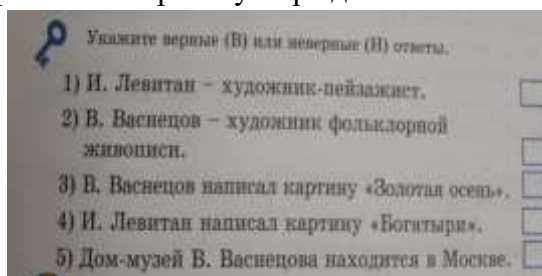 Укажите верные (В) или неверные (Н) ответы.
1) И. Левитан – художник-пейзажист.
2) В. Васнецов – художник фольклорной
живописи.
3) В. Васнецов написал картину «Золотая осень».
4) И. Левитан написал картину «Богатыри».
5) Дом-музей В. Васнецова находится в Москве.